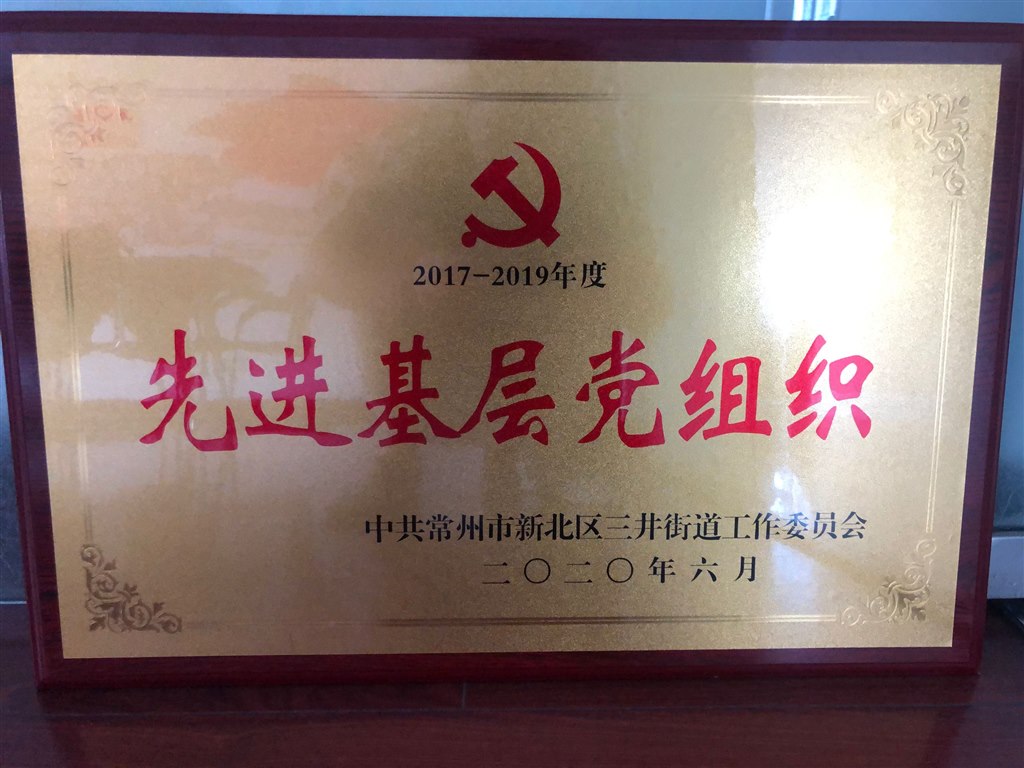 2017-2019年度
先进基层党组织
中共常州市新北区三井街道工作委员会
二〇二〇年六月